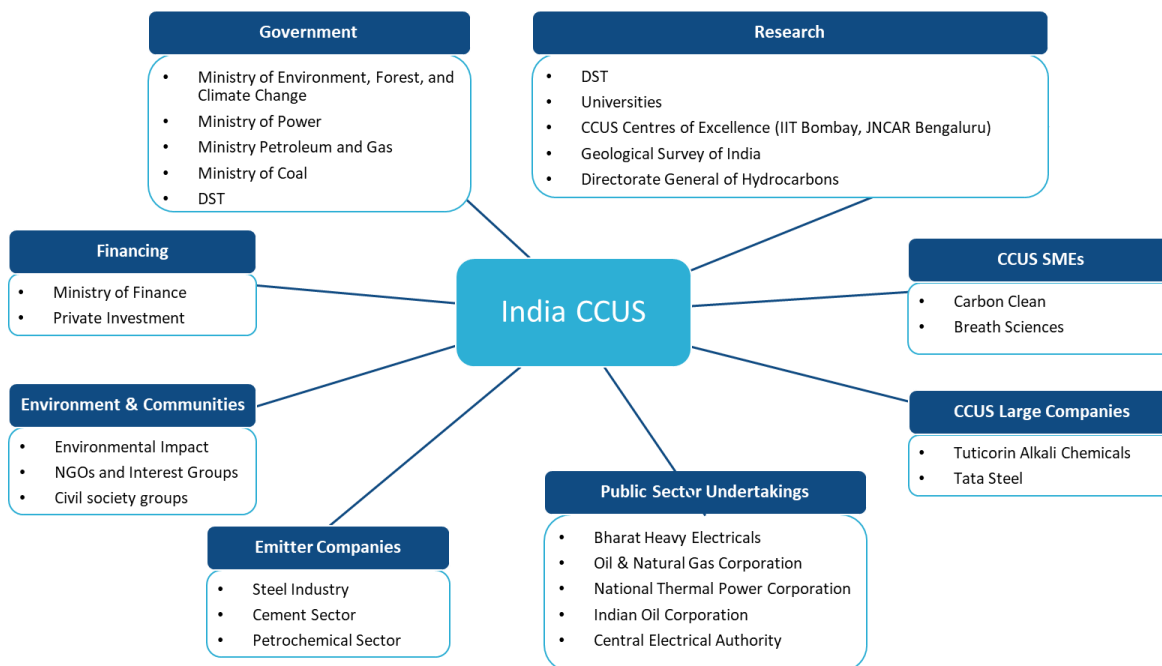 Government
• Ministry of Environment, Forest, and
Climate Change
• Ministry of Power
• Ministry Petroleum and Gas
• Ministry of Coal
• DST
Research
• DST
• Universities
• CCUS Centres of Excellence (IIT Bombay, JNCAR Bengaluru)
• Geological Survey of India
• Directorate General of Hydrocarbons
Financing
• Ministry of Finance
• Private Investment
India CCUS
CCUS SMEs
• Carbon Clean
• Breath Sciences
Environment & Communities
• Environmental Impact
• NGOs and Interest Groups
• Civil society groups
CCUS Large Companies
• Tuticorin Alkali Chemicals
• Tata Steel
Emitter Companies
• Steel Industry
• Cement Sector
• Petrochemical Sector
Public Sector Undertakings
• Bharat Heavy Electricals
• Oil & Natural Gas Corporation
• National Thermal Power Corporation
• Indian Oil Corporation
• Central Electrical Authority